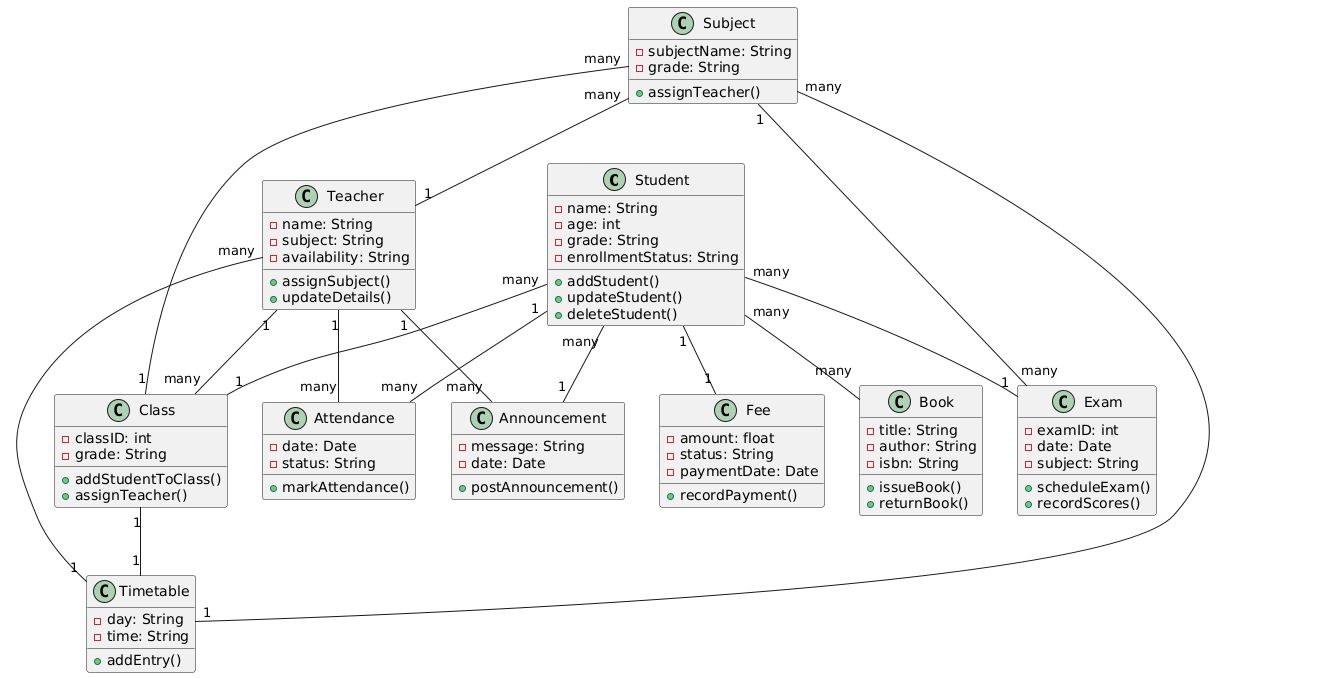 C Subject
subjectName: String
grade: String
assignTeacher()
many
many
many
1
C Teacher
name: String
subject: String
availability: String
assignSubject()
updateDetails()
1
many
1
1
1
C Student
name: String
age: int
grade: String
enrollmentStatus: String
addStudent()
updateStudent()
deleteStudent()
many
1
many
many
many
1
1
many
1
many
many
many
1
1
many
1
many
C Class
classID: int
grade: String
addStudentToClass()
assignTeacher()
C Attendance
date: Date
status: String
markAttendance()
C Announcement
message: String
date: Date
postAnnouncement()
C Fee
amount: float
status: String
paymentDate: Date
recordPayment()
C Book
title: String
author: String
isbn: String
issueBook()
returnBook()
C Exam
examID: int
date: Date
subject: String
scheduleExam()
recordScores()
1
1
1
1
C Timetable
day: String
time: String
addEntry()